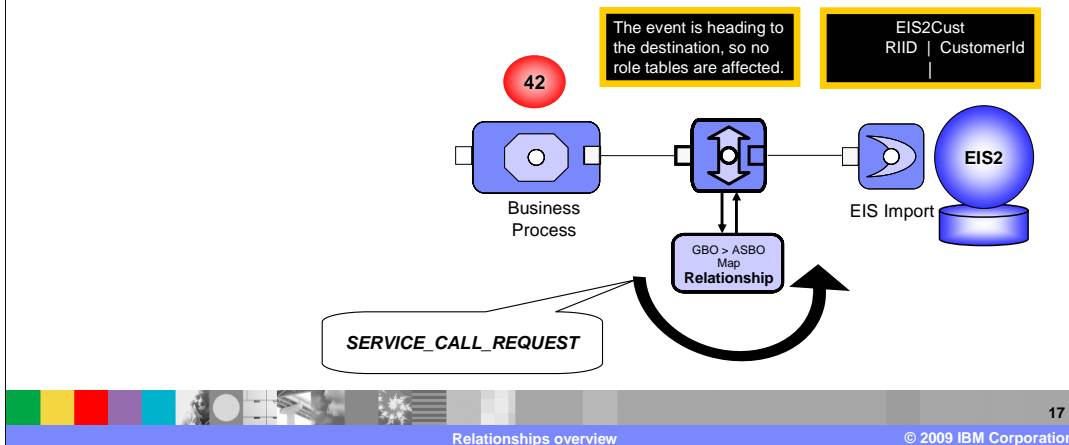 The event is heading to
the destination, so no
role tables are affected.
EIS2Cust
RIID | CustomerId
|
42
EIS2
Business
Process
EIS Import
GBO > ASBO
Map
Relationship
SERVICE_CALL_REQUEST
17
Relationships overview
© 2009 IBM Corporation